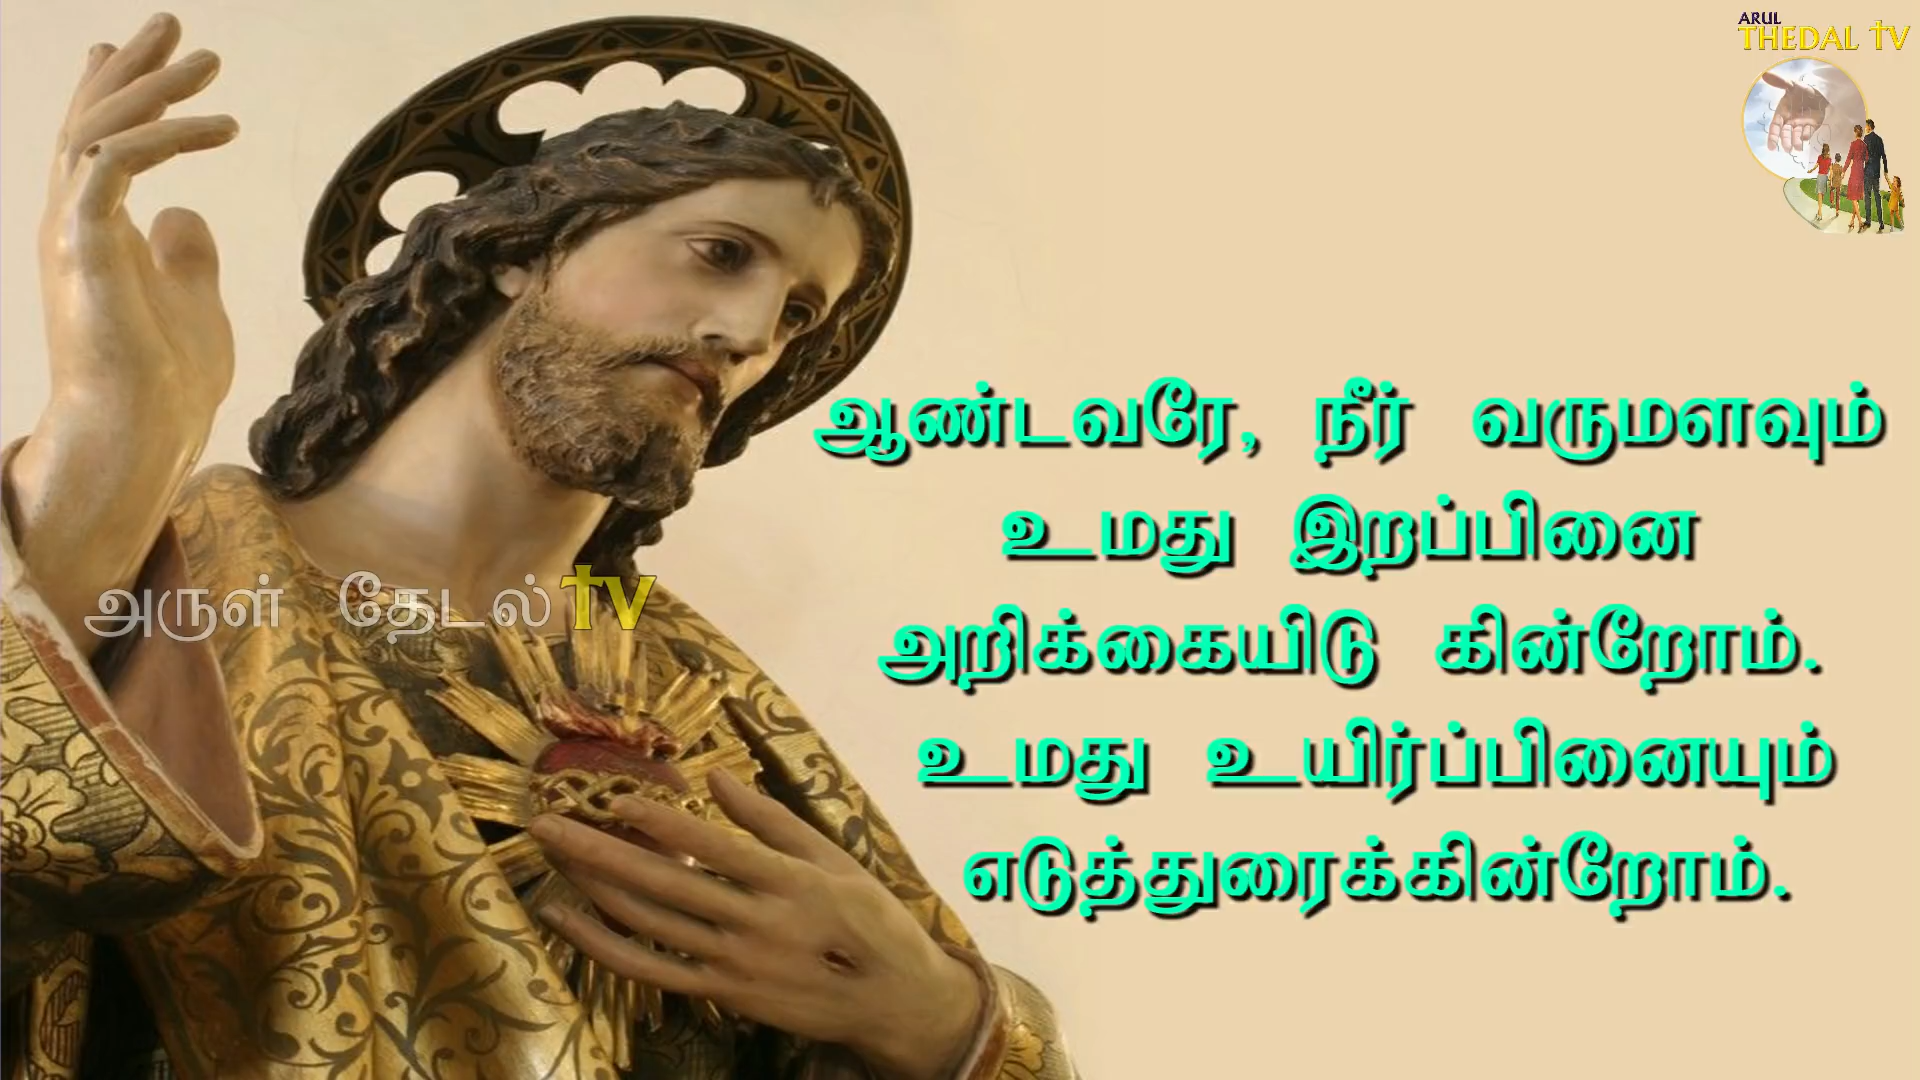 ARUL
THEDAL TV
ஆண்டவரே, நீர் வருமளவும்
உமது இறப்பினை
அறிக்கையிடு கின்றோம்.
உமது உயிர்ப்பினையும்
எடுத்துரைக்கின்றோம்.
அருள் தேடல் TV